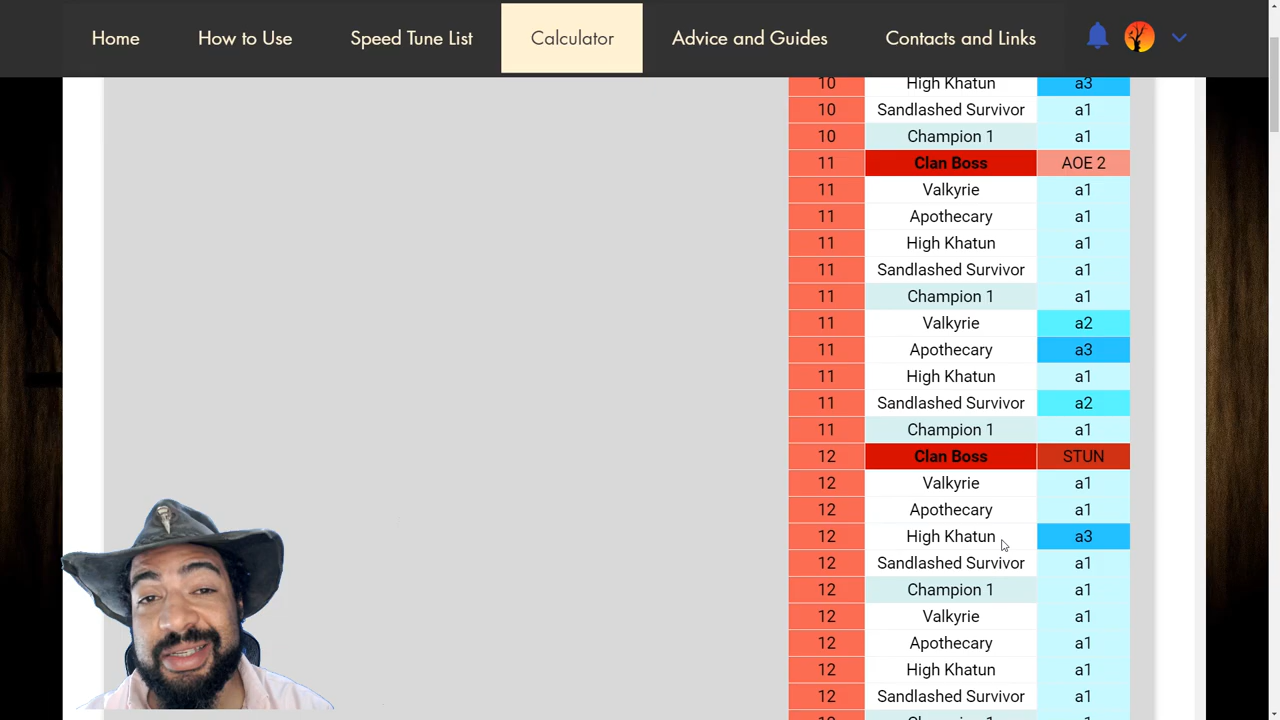 Home How to Use Speed Tune List Calculator Advice and Guides Contacts and Links
10 High Khatun a3
10 Sandlashed Survivor a1
10 Champion 1 a1
11 Clan Boss AOE 2
11 Valkyrie a1
11 Apothecary a1
11 High Khatun a1
11 Sandlashed Survivor a1
11 Champion 1 a1
11 Valkyrie a2
11 Apothecary a3
11 High Khatun a1
11 Sandlashed Survivor a2
11 Champion 1 a1
12 Clan Boss STUN
12 Valkyrie a1
12 Apothecary a1
12 High Khatun a3
12 Sandlashed Survivor a1
12 Champion 1 a1
12 Valkyrie a1
12 Apothecary a1
12 High Khatun a1
12 Sandlashed Survivor a1